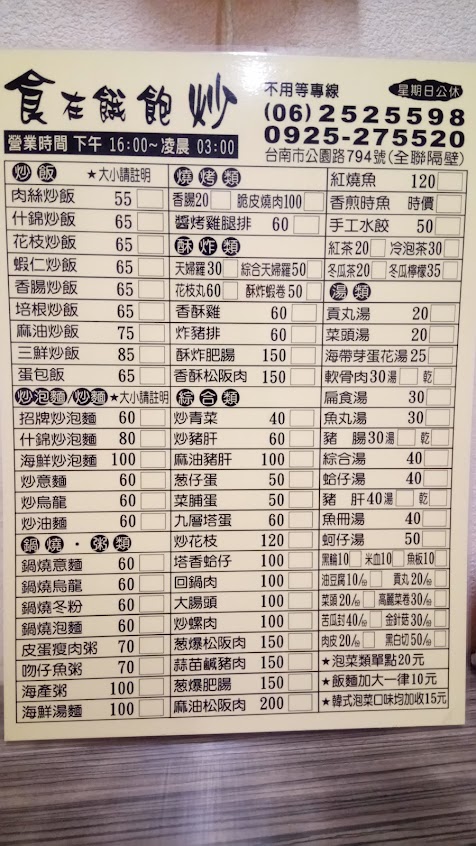 食在餓飽炒
不用等專線
星期日公休
(06)2525598
0925-275520
營業時間 下午 16:00~凌晨 03:00
台南市公園路794號(全聯隔壁)
炒飯 ★大小請註明
肉絲炒飯 55
什錦炒飯 65
花枝炒飯 65
蝦仁炒飯 65
香腸炒飯 65
培根炒飯 65
麻油炒飯 75
三鮮炒飯 85
蛋包飯 65
炒泡麵/炒麵 ★大小請註明
招牌炒泡麵 60
什錦炒泡麵 80
海鮮炒泡麵 100
炒意麵 60
炒烏龍 60
炒油麵 60
鍋燒・粥類
鍋燒意麵 60
鍋燒烏龍 60
鍋燒冬粉 60
鍋燒泡麵 60
皮蛋瘦肉粥 70
吻仔魚粥 70
海產粥 100
海鮮湯麵 100
燒烤類
香腸20 脆皮燒肉100
醬烤雞腿排 60
酥炸類
天婦羅30 綜合天婦羅50
花枝丸60 酥炸蝦卷50
香酥雞 60
炸豬排 60
酥炸肥腸 150
香酥松阪肉 150
綜合類
炒青菜 40
炒豬肝 60
麻油豬肝 100
葱仔蛋 50
菜脯蛋 50
九層塔蛋 60
炒花枝 120
塔香蛤仔 100
回鍋肉 100
大腸頭 100
炒螺肉 100
葱爆松阪肉 150
蒜苗鹹豬肉 150
葱爆肥腸 150
麻油松阪肉 200
紅燒魚 120
香煎時魚 時價
手工水餃 50
紅茶20 冷泡茶30
冬瓜茶20 冬瓜檸檬35
湯類
貢丸湯 20
菜頭湯 20
海帶芽蛋花湯25
軟骨肉30湯 乾
扁食湯 30
魚丸湯 30
豬腸30湯 乾
綜合湯 40
蛤仔湯 40
豬肝40湯 乾
魚冊湯 40
蚵仔湯 50
黑輪10 米血10 魚板10
油豆腐10/份 貢丸20/份
菜頭20/份 高麗菜卷30/份
苦瓜封40/份 金針菇30/份
肉皮20/份 黑白切50/份
★泡菜類單點20元
★飯麵加大一律10元
★韓式泡菜口味均加收15元